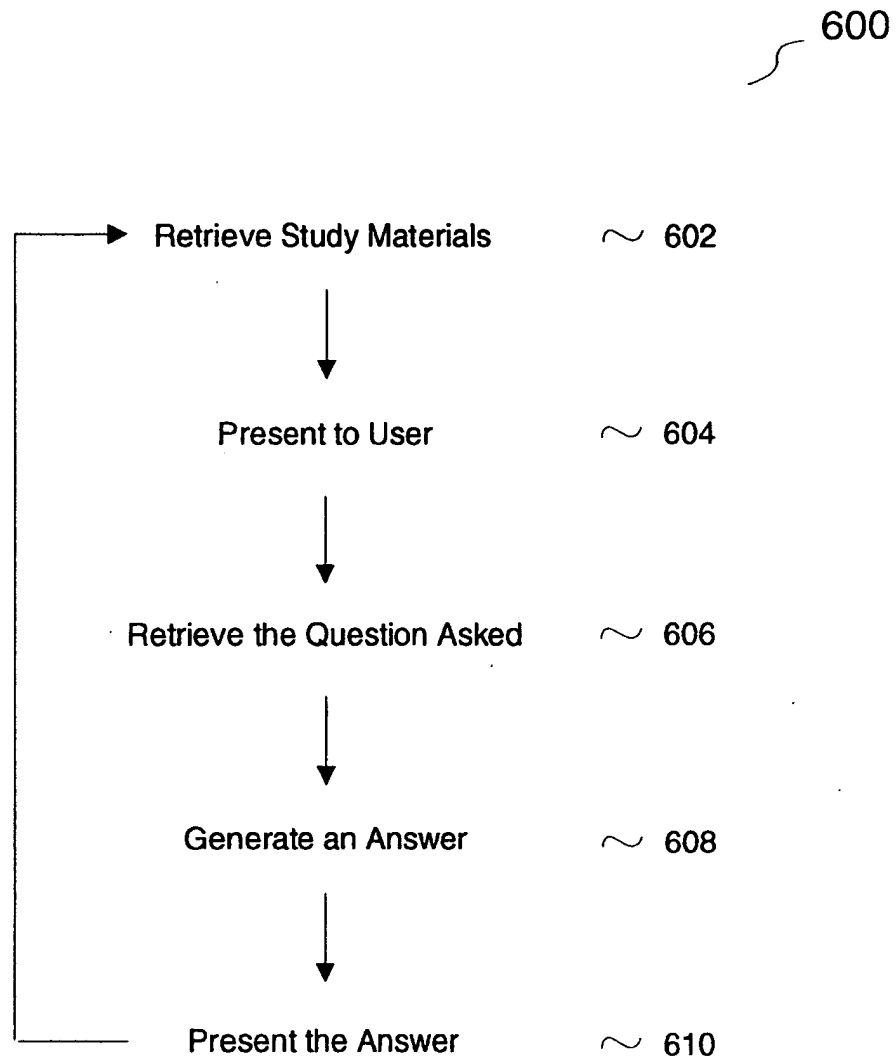 600
Retrieve Study Materials 602
Present to User 604
Retrieve the Question Asked 606
Generate an Answer 608
Present the Answer 610